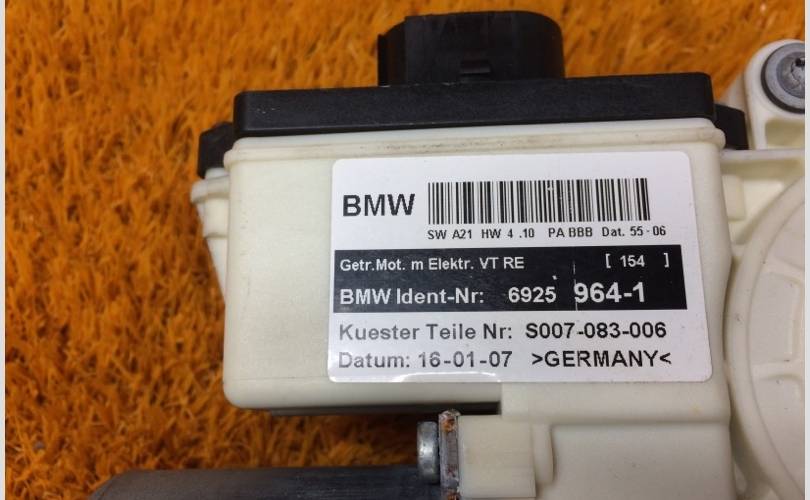 BMW
SW A21 HW 4 .10 PA BBB Dat. 55-06
Getr.Mot. m Elektr. VT RE [ 154 ]
BMW Ident-Nr: 6925 964-1
Kuester Teile Nr: S007-083-006
Datum: 16-01-07 >GERMANY<